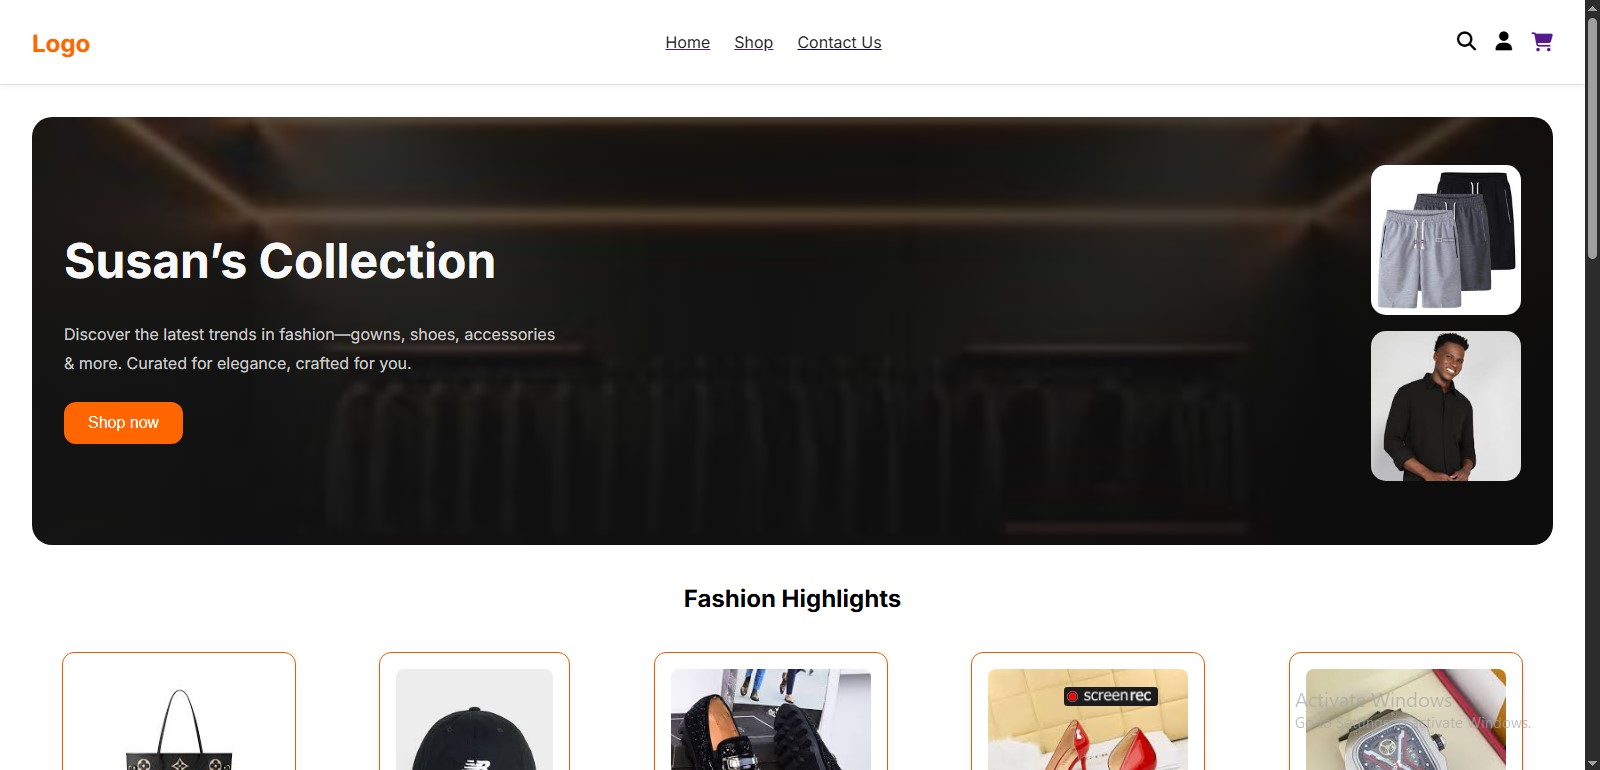 Logo
Home Shop Contact Us
Susan’s Collection
Discover the latest trends in fashion—gowns, shoes, accessories
& more. Curated for elegance, crafted for you.
Shop now
Fashion Highlights
screenrec
Activate Windows
Go to Settings to activate Windows.